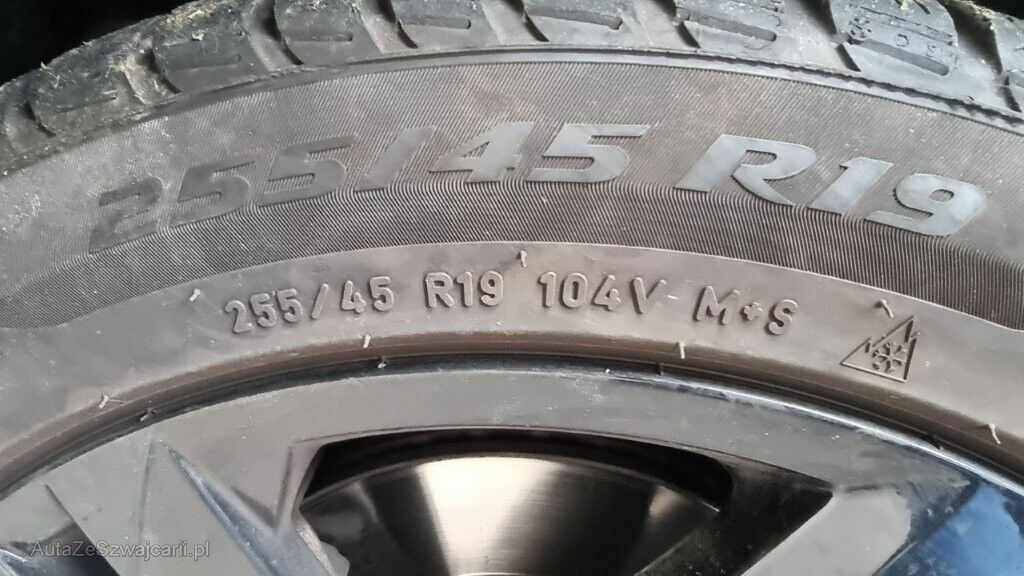 255/45 R19
255/45 R19 104V M+S
AutaZeSzwajcarii.pl